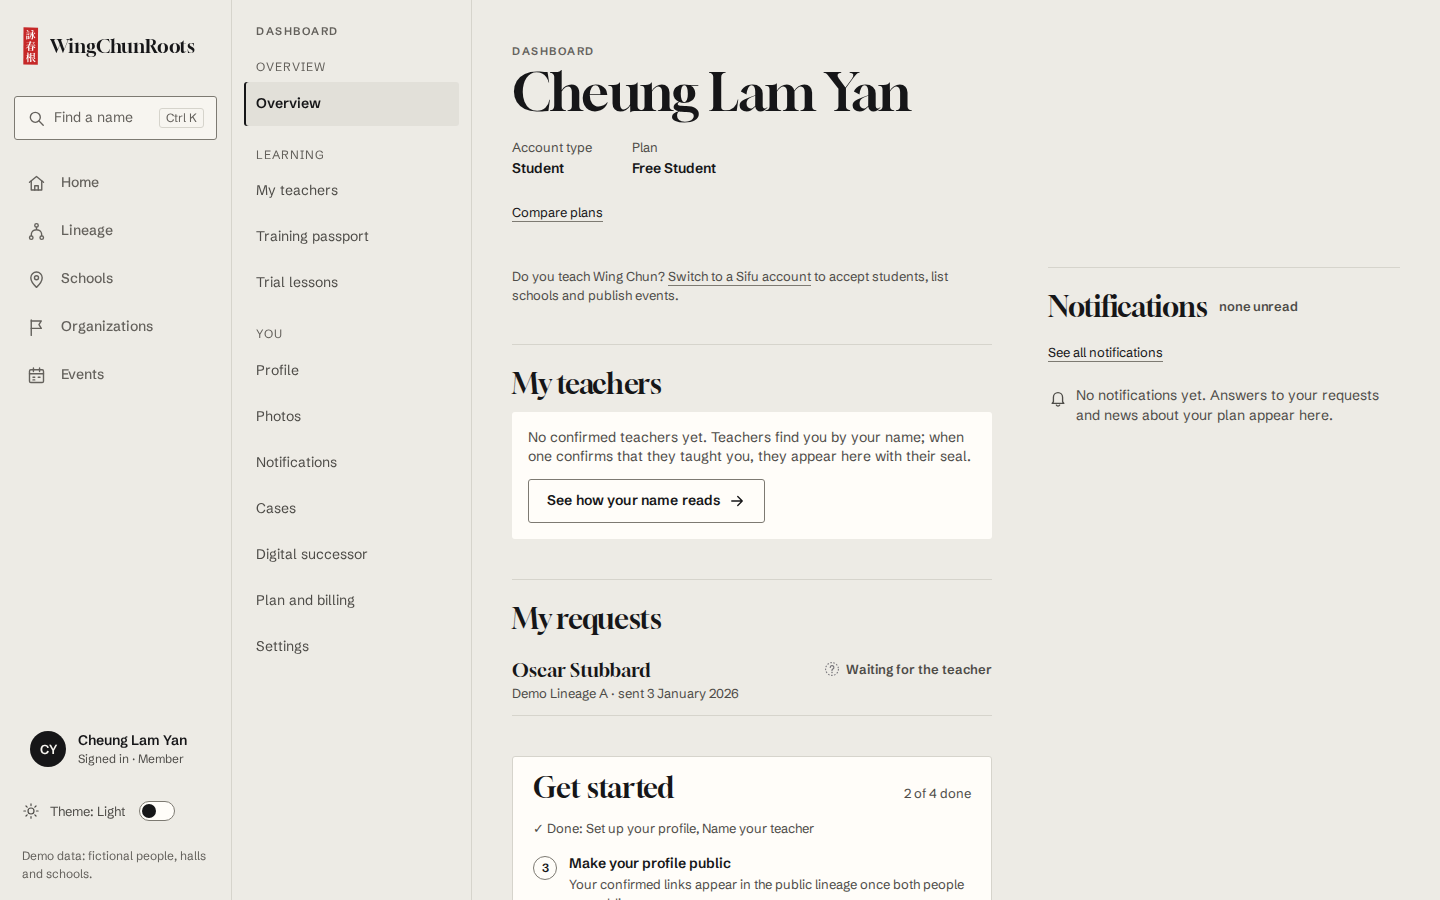 詠春根
WingChunRoots
Find a name
Ctrl K
Home
Lineage
Schools
Organizations
Events
CY
Cheung Lam Yan
Signed in · Member
Theme: Light
Demo data: fictional people, halls
and schools.
DASHBOARD
OVERVIEW
Overview
LEARNING
My teachers
Training passport
Trial lessons
YOU
Profile
Photos
Notifications
Cases
Digital successor
Plan and billing
Settings
DASHBOARD
Cheung Lam Yan
Account type
Student
Plan
Free Student
Compare plans
Do you teach Wing Chun? Switch to a Sifu account to accept students, list
schools and publish events.
My teachers
No confirmed teachers yet. Teachers find you by your name; when
one confirms that they taught you, they appear here with their seal.
See how your name reads →
My requests
Oscar Stubbard
Waiting for the teacher
Demo Lineage A · sent 3 January 2026
Get started
2 of 4 done
✓ Done: Set up your profile, Name your teacher
3
Make your profile public
Your confirmed links appear in the public lineage once both people
Notifications
none unread
See all notifications
No notifications yet. Answers to your requests
and news about your plan appear here.